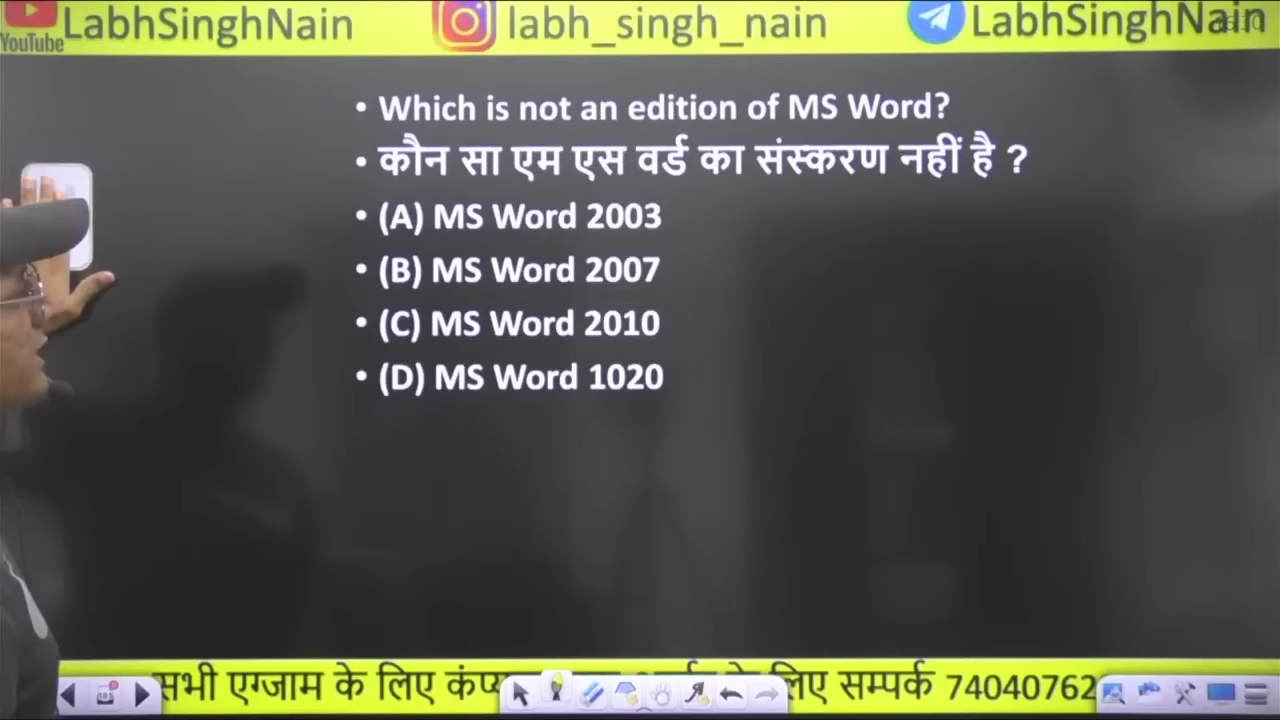 YouTube LabhSinghNain labh_singh_nain LabhSinghNain
• Which is not an edition of MS Word?
• कौन सा एम एस वर्ड का संस्करण नहीं है ?
• (A) MS Word 2003
• (B) MS Word 2007
• (C) MS Word 2010
• (D) MS Word 1020
सभी एग्जाम के लिए लिए सम्पर्क 74040762